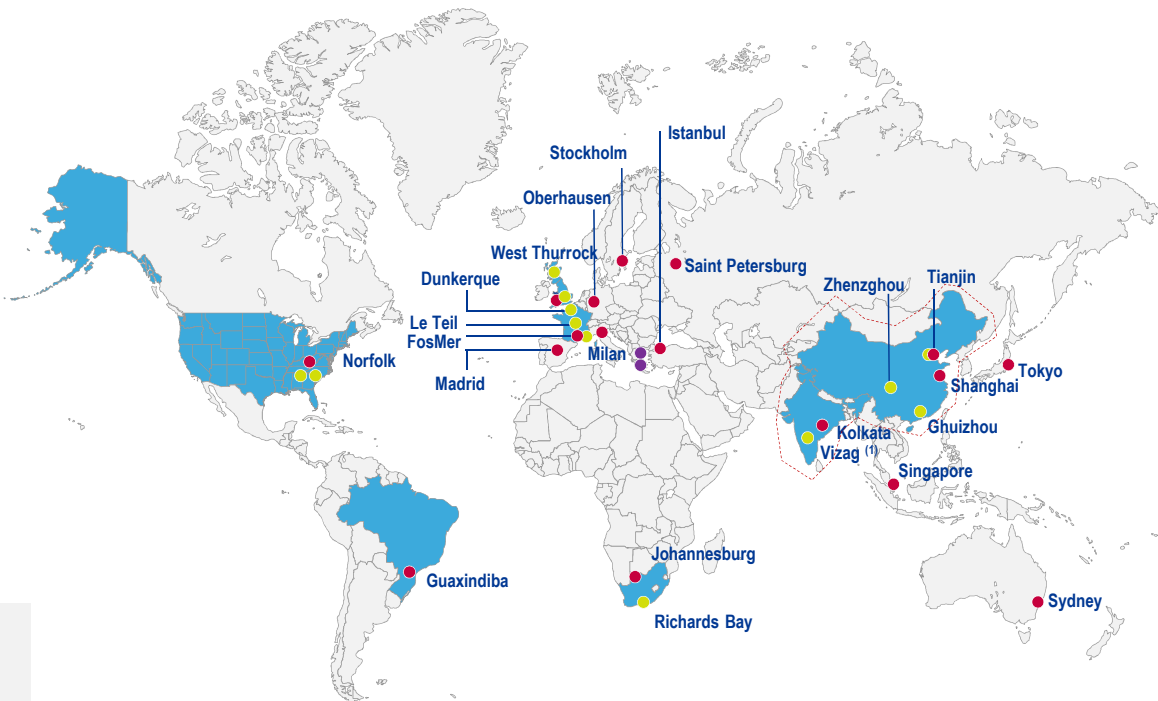 Istanbul
Stockholm
Oberhausen
West Thurrock
Saint Petersburg
Dunkerque
Zhenzghou
Tianjin
Le Teil
FosMer
Norfolk
Milan
Madrid
Tokyo
Shanghai
Ghuizhou
Kolkata
Vizag (1)
Singapore
Johannesburg
Guaxindiba
Sydney
Richards Bay